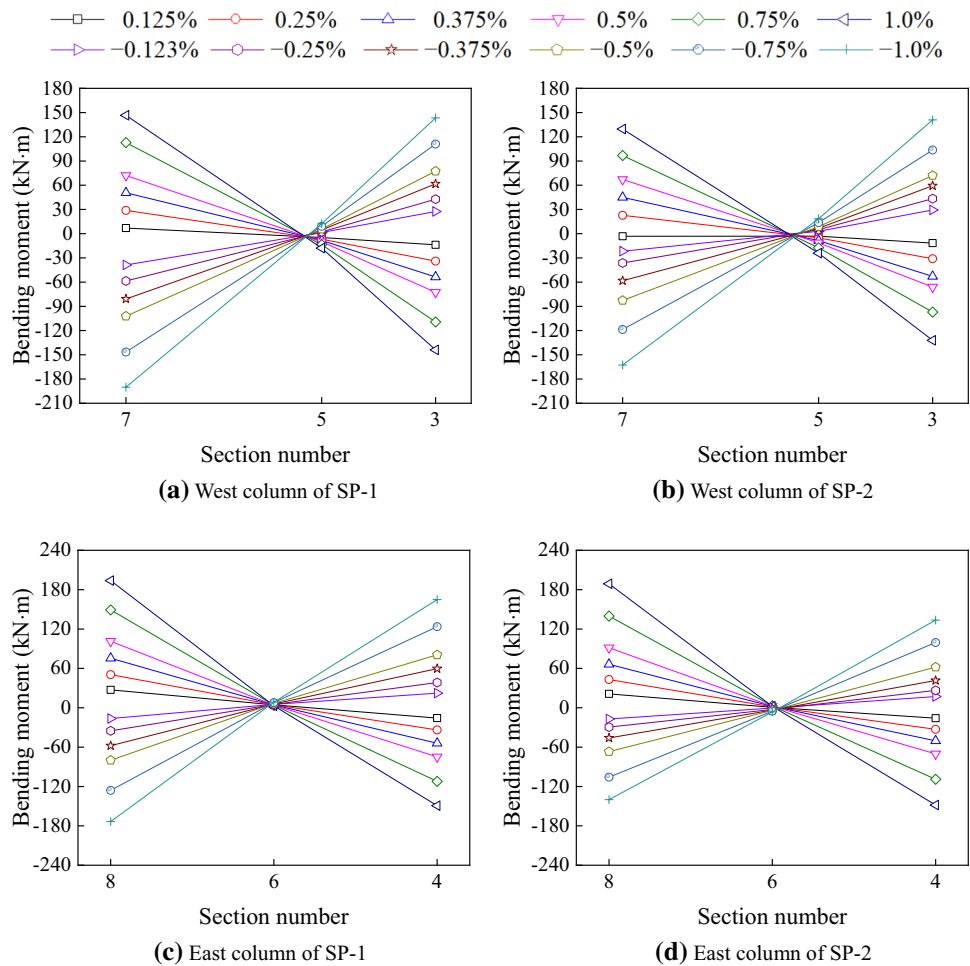 0.125% 0.25% 0.375% 0.5% 0.75% 1.0%
−0.123% −0.25% −0.375% −0.5% −0.75% −1.0%
Bending moment (kN·m)
180
150
120
90
60
30
0
-30
-60
-90
-120
-150
-180
-210
7 5 3
Section number
(a) West column of SP-1
Bending moment (kN·m)
180
150
120
90
60
30
0
-30
-60
-90
-120
-150
-180
-210
7 5 3
Section number
(b) West column of SP-2
Bending moment (kN·m)
240
180
120
60
0
-60
-120
-180
-240
8 6 4
Section number
(c) East column of SP-1
Bending moment (kN·m)
240
180
120
60
0
-60
-120
-180
-240
8 6 4
Section number
(d) East column of SP-2